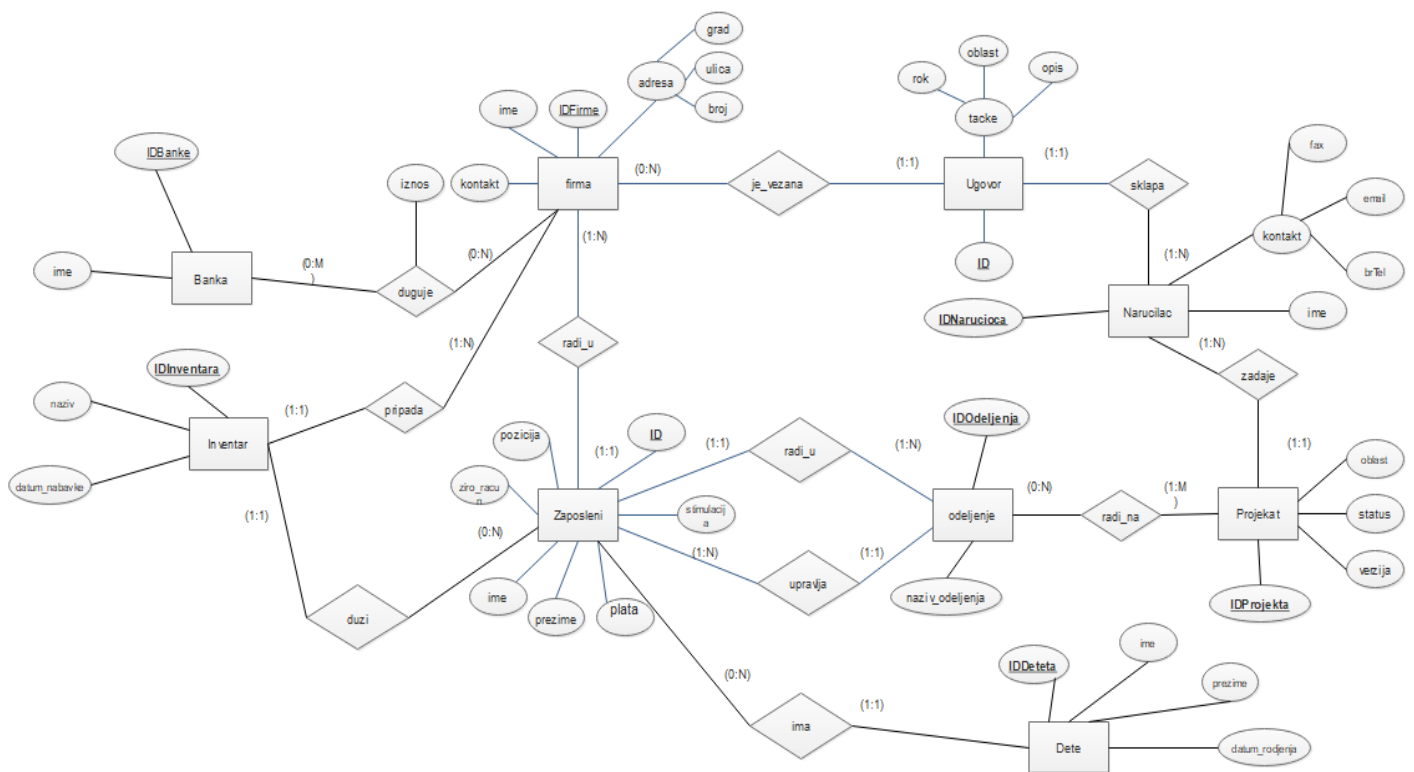 grad
oblast
ulica
opis
adresa
rok
ime
IDFirme
broj
tacke
fax
IDBanke
(0:N)
(1:1)
(1:1)
email
iznos
kontakt
firma
je_vezana
Ugovor
sklapa
kontakt
(1:N)
(0:M
)
(0:N)
(1:N)
ID
brTel
ime
Banka
duguje
IDNarucioca
Narucilac
ime
radi_u
(1:N)
(1:N)
zadaje
IDInventara
naziv
(1:1)
pripada
IDOdeljenja
Inventar
pozicija
ID
(1:1)
(1:1)
radi_u
(1:N)
(1:1)
oblast
datum_nabavke
ziro_racu
n
(1:1)
Zaposleni
stimulacij
a
odeljenje
(0:N)
radi_na
(1:M
)
Projekat
status
(0:N)
(1:N)
(1:1)
verzija
ime
upravlja
naziv_odeljenja
IDProjekta
duzi
prezime
plata
ime
IDDeteta
(0:N)
prezime
(1:1)
ima
Dete
datum_rodjenja